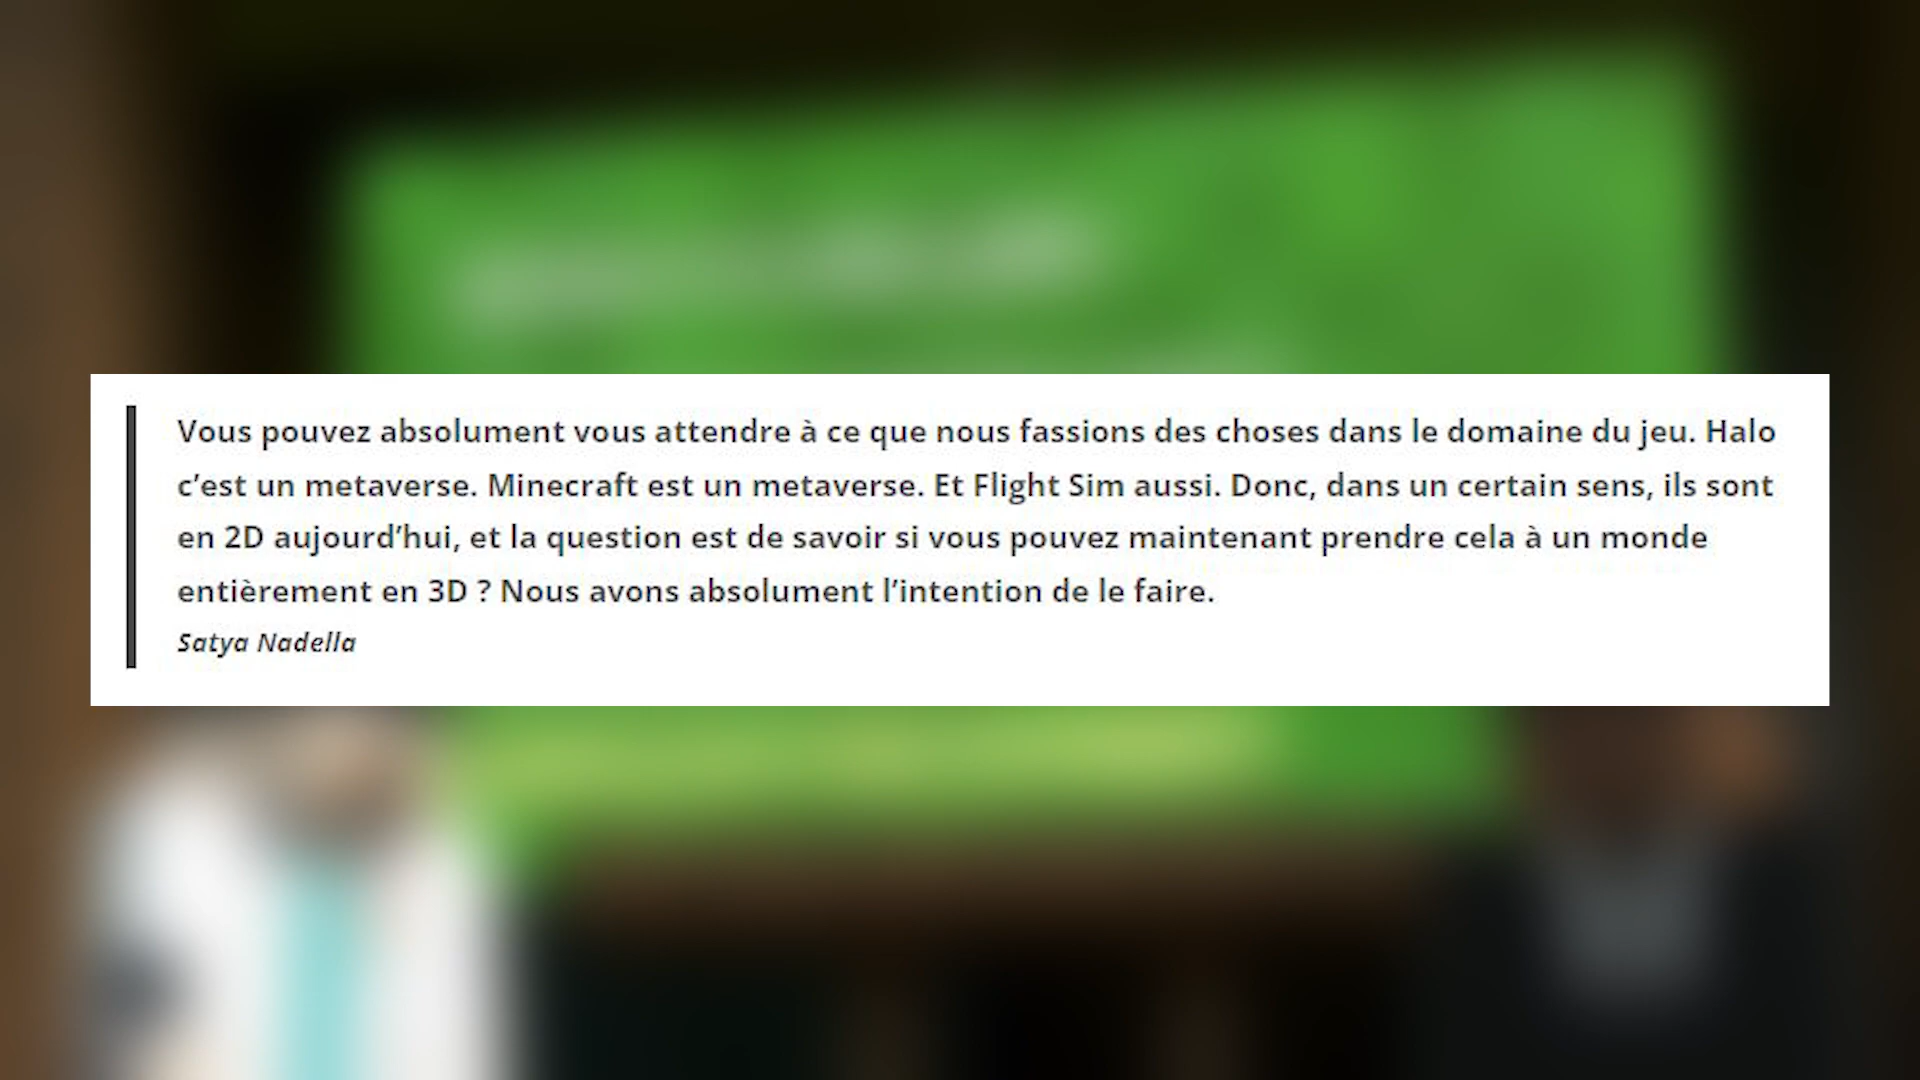 Vous pouvez absolument vous attendre à ce que nous fassions des choses dans le domaine du jeu. Halo
c’est un metaverse. Minecraft est un metaverse. Et Flight Sim aussi. Donc, dans un certain sens, ils sont
en 2D aujourd’hui, et la question est de savoir si vous pouvez maintenant prendre cela à un monde
entièrement en 3D ? Nous avons absolument l’intention de le faire.
Satya Nadella